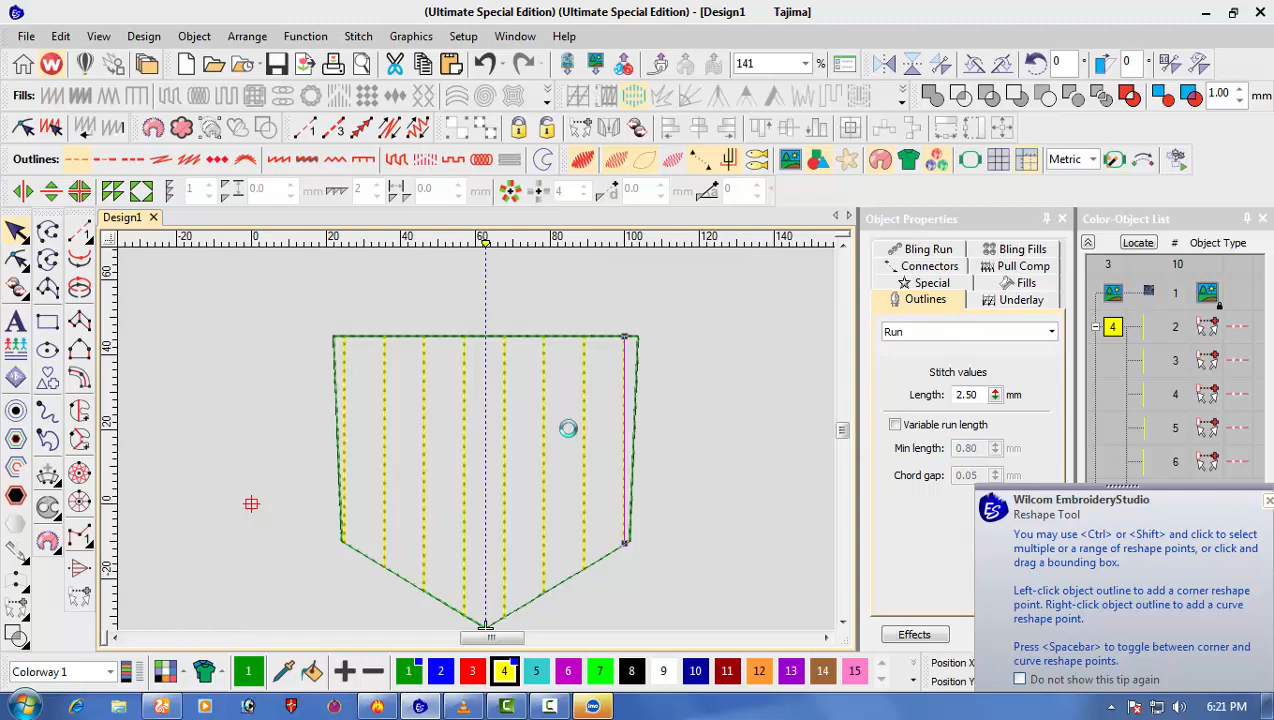 (Ultimate Special Edition) (Ultimate Special Edition) - [Design1 Tajima]
File Edit View Design Object Arrange Function Stitch Graphics Setup Window Help
141 %
0 °
0 °
Fills:
1.00 mm
Outlines:
Metric
1
0.0 mm
2
0.0 mm
4
0.0 mm
0 °
Design1
-20 0 20 40 60 80 100 120 140
60
40
20
0
-20
Object Properties
Bling Run
Bling Fills
Connectors
Pull Comp
Special
Fills
Outlines
Underlay
Run
Stitch values
Length: 2.50 mm
Variable run length
Min length: 0.80 mm
Chord gap: 0.05 mm
Effects
Color-Object List
Locate # Object Type
3 10
1
4 2
3
4
5
6
Wilcom EmbroideryStudio
Reshape Tool
You may use <Ctrl> or <Shift> and click to select
multiple or a range of reshape points, or click and
drag a bounding box.
Left-click object outline to add a corner reshape
point. Right-click object outline to add a curve
reshape point.
Press <Spacebar> to toggle between corner and
curve reshape points.
Do not show this tip again
Colorway 1
1
1 2 3 4 5 6 7 8 9 10 11 12 13 14 15
Position X
Position Y
imo
6:21 PM